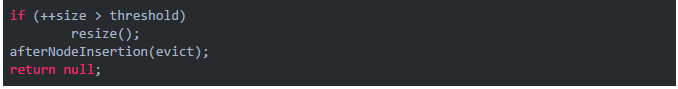 if (++size > threshold)
        resize();
afterNodeInsertion(evict);
return null;